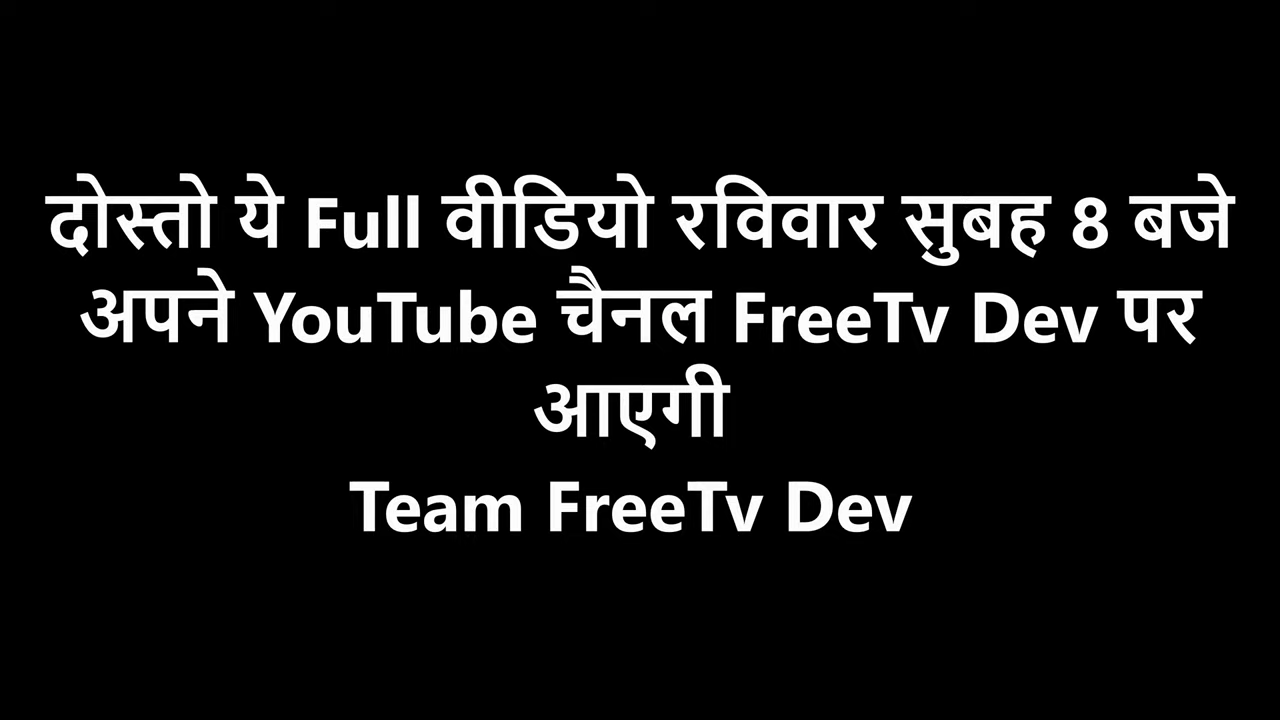 दोस्तो ये Full वीडियो रविवार सुबह 8 बजे
अपने YouTube चैनल FreeTv Dev पर
आएगी
Team FreeTv Dev